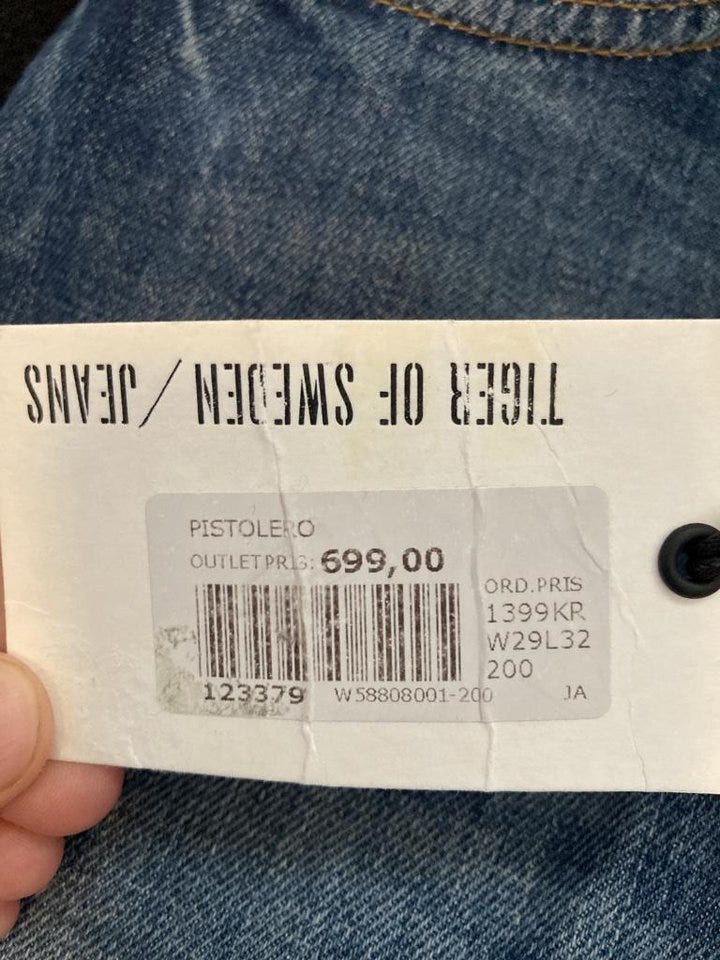 TIGER OF SWEDEN / JEANS
PISTOLERO
OUTLET PRIS: 699,00
ORD.PRIS
1399KR
W29L32
200
123379 W58808001-200 JA